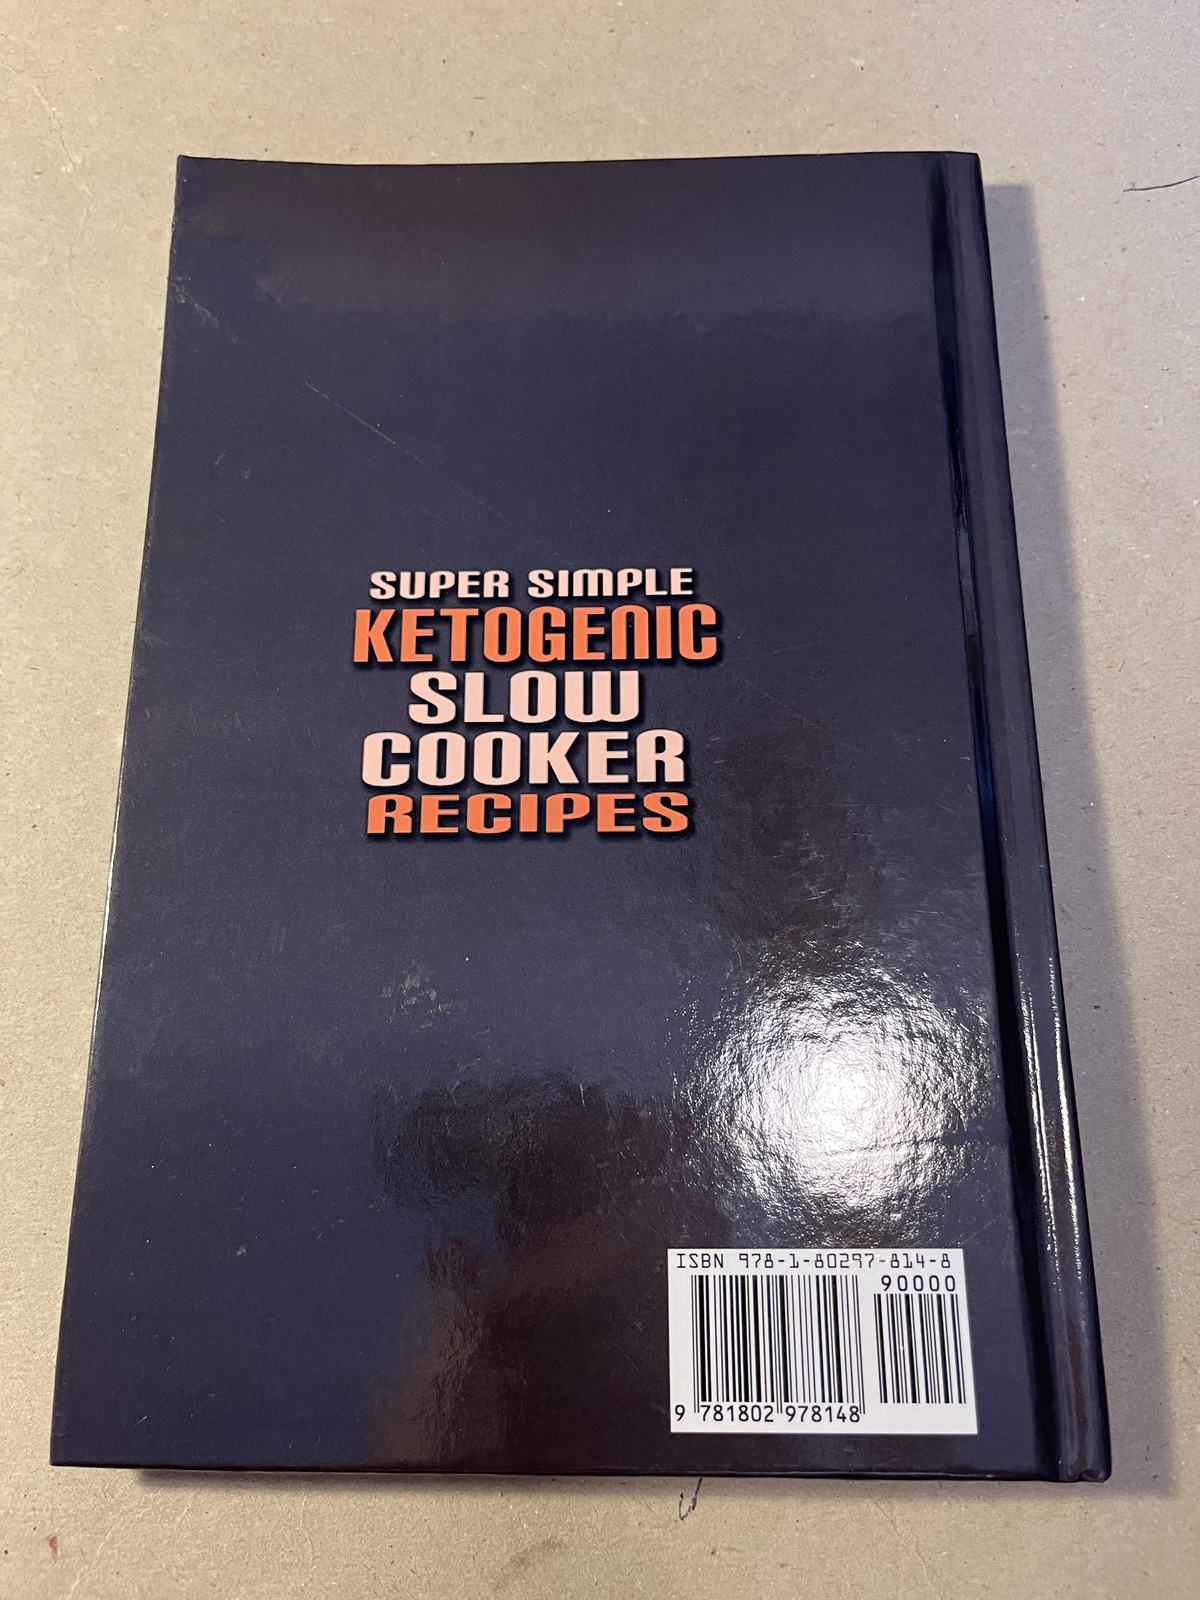 SUPER SIMPLE
KETOGENIC
SLOW
COOKER
RECIPES
ISBN 978-1-80297-814-8
90000
9 781802 978148